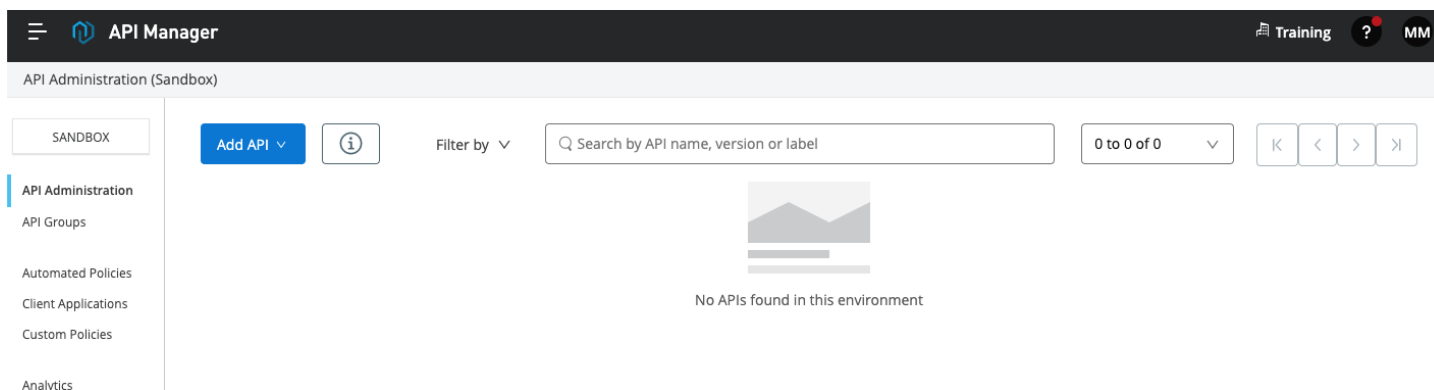 API Manager
Training
?
MM
API Administration (Sandbox)
SANDBOX
Add API
i
Filter by
Search by API name, version or label
0 to 0 of 0
API Administration
API Groups
Automated Policies
Client Applications
Custom Policies
Analytics
No APIs found in this environment